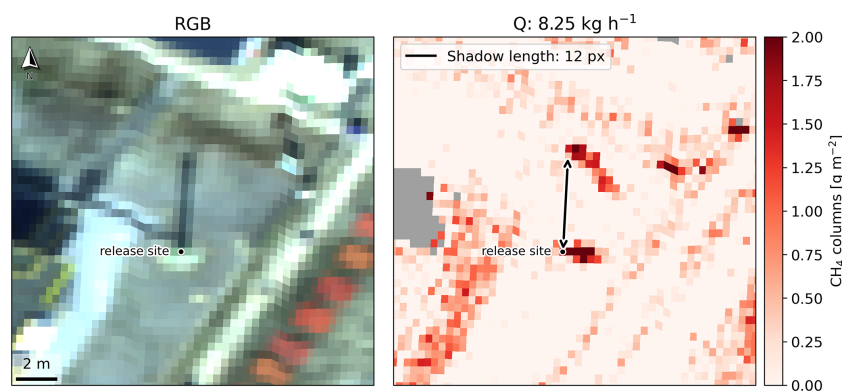 RGB
Q: 8.25 kg h⁻¹
N
release site
2 m
Shadow length: 12 px
release site
2.00
1.75
1.50
1.25
1.00
0.75
0.50
0.25
0.00
CH₄ columns [g m⁻²]